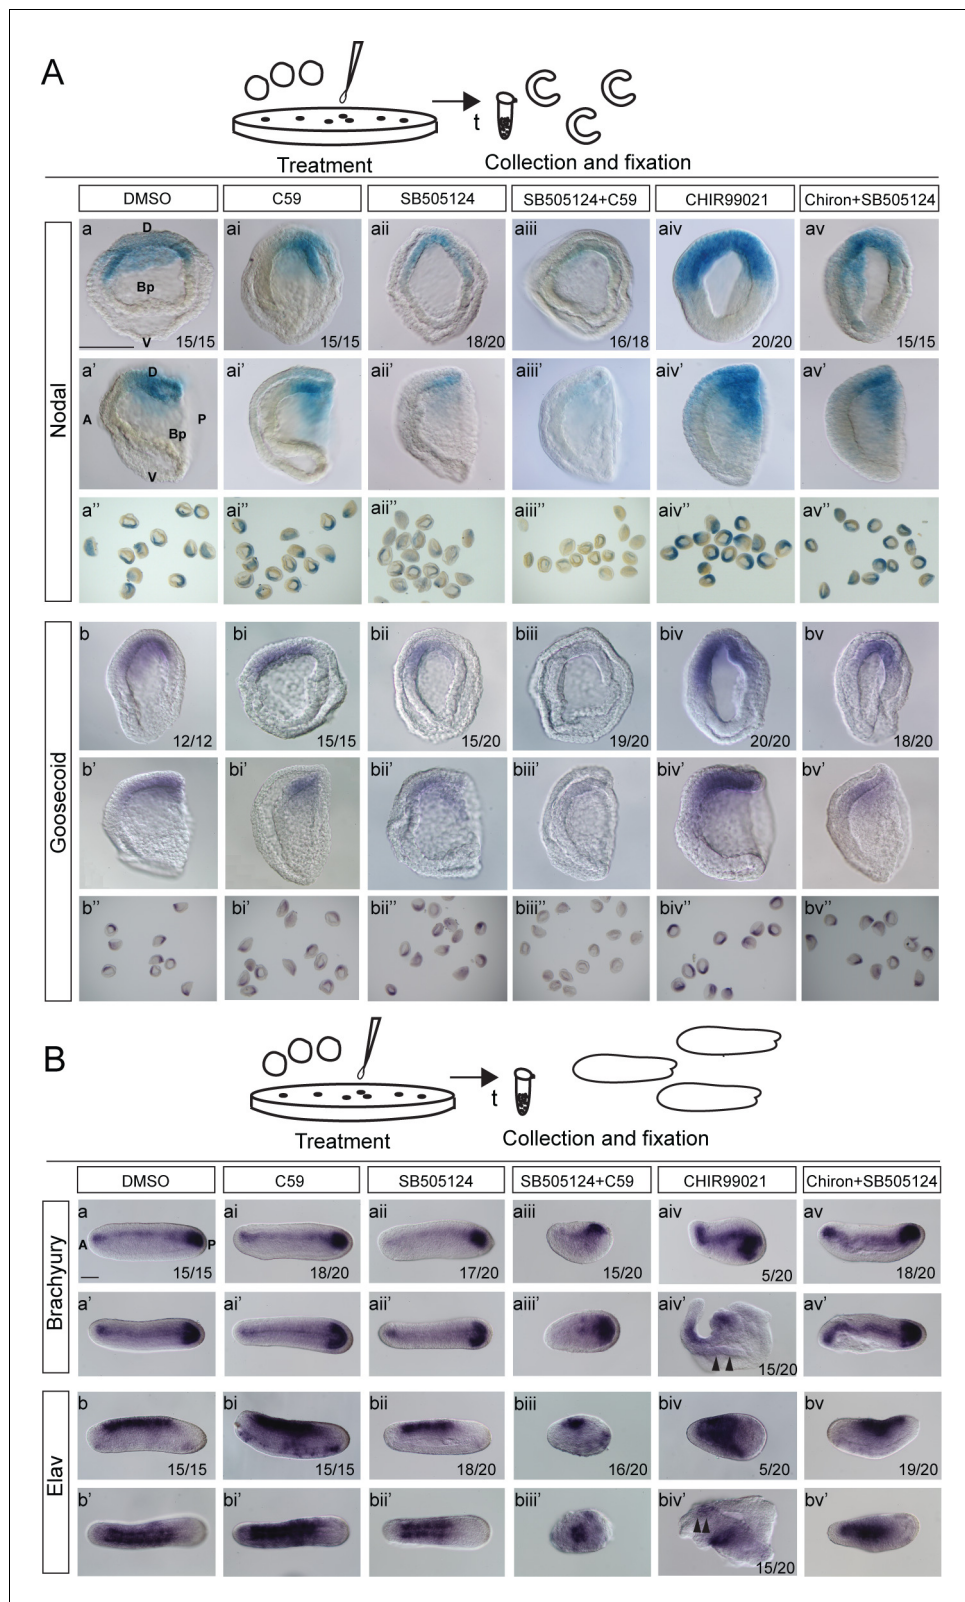 A
t
Treatment
Collection and fixation
DMSO
C59
SB505124
SB505124+C59
CHIR99021
Chiron+SB505124
Nodal
a
D
Bp
V
15/15
ai
15/15
aii
18/20
aiii
16/18
aiv
20/20
av
15/15
a'
D
A
P
Bp
V
ai'
aii'
aiii'
aiv'
av'
a''
ai''
aii''
aiii''
aiv''
av''
Goosecoid
b
12/12
bi
15/15
bii
15/20
biii
19/20
biv
20/20
bv
18/20
b'
bi'
bii'
biii'
biv'
bv'
b''
bi'
bii''
biii''
biv''
bv''
B
t
Treatment
Collection and fixation
DMSO
C59
SB505124
SB505124+C59
CHIR99021
Chiron+SB505124
Brachyury
a
A
P
15/15
ai
18/20
aii
17/20
aiii
15/20
aiv
5/20
av
18/20
a'
ai'
aii'
aiii'
aiv'
15/20
av'
Elav
b
15/15
bi
15/15
bii
18/20
biii
16/20
biv
5/20
bv
19/20
b'
bi'
bii'
biii'
biv'
15/20
bv'